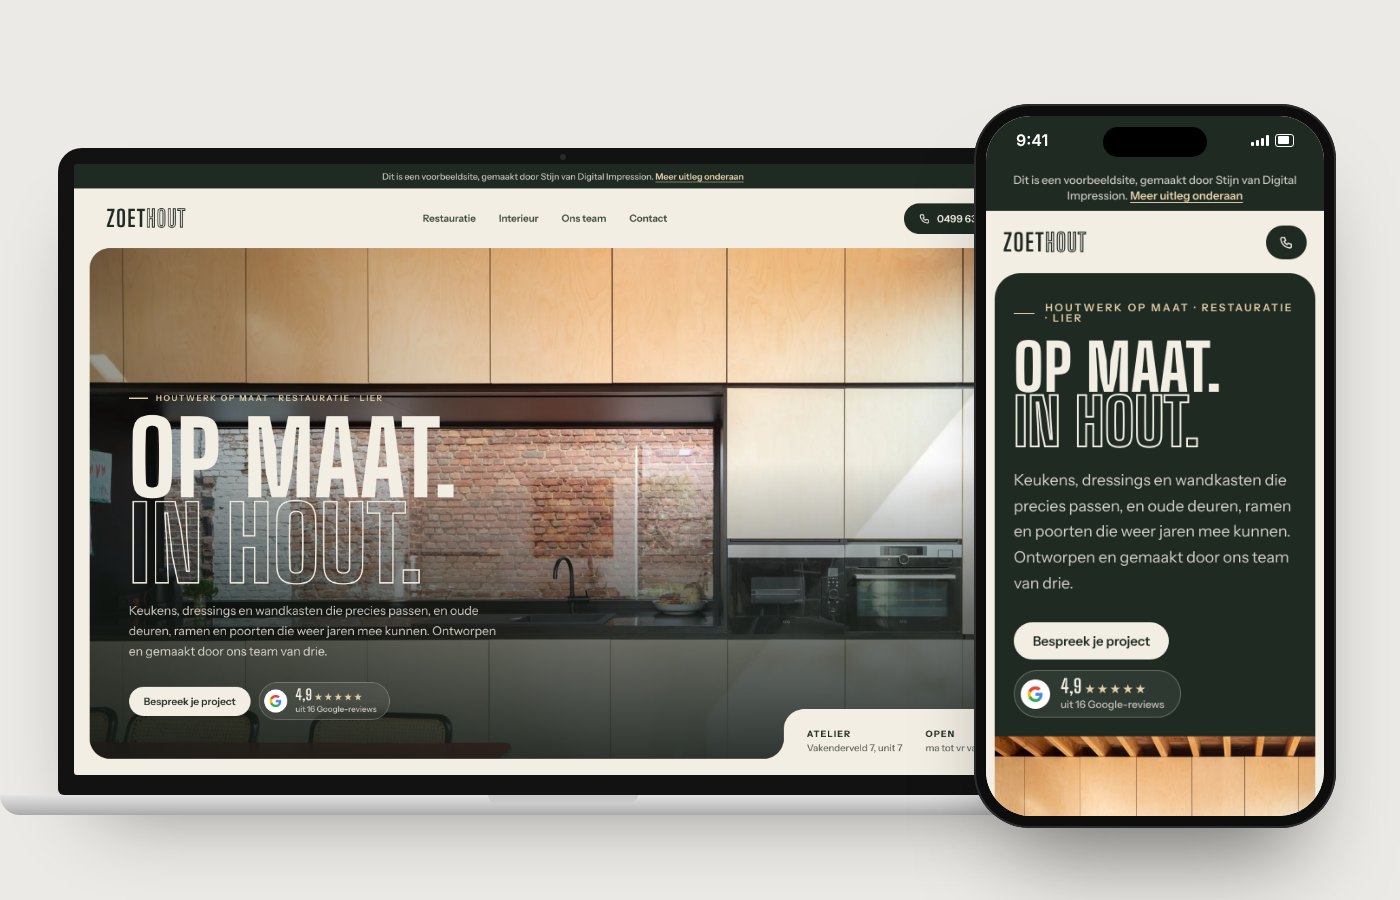 Dit is een voorbeeldsite, gemaakt door Stijn van Digital Impression. Meer uitleg onderaan
ZOETHOUT
Restauratie Interieur Ons team Contact
0499 63
HOUTWERK OP MAAT · RESTAURATIE · LIER
OP MAAT.
IN HOUT.
Keukens, dressings en wandkasten die precies passen, en oude
deuren, ramen en poorten die weer jaren mee kunnen. Ontworpen
en gemaakt door ons team van drie.
Bespreek je project
4,9 ★★★★★
uit 16 Google-reviews
ATELIER
Vakenderveld 7, unit 7
OPEN
ma tot vr va
9:41
Dit is een voorbeeldsite, gemaakt door Stijn van Digital
Impression. Meer uitleg onderaan
ZOETHOUT
HOUTWERK OP MAAT · RESTAURATIE
· LIER
OP MAAT.
IN HOUT.
Keukens, dressings en wandkasten die
precies passen, en oude deuren, ramen
en poorten die weer jaren mee kunnen.
Ontworpen en gemaakt door ons team
van drie.
Bespreek je project
4,9 ★★★★★
uit 16 Google-reviews